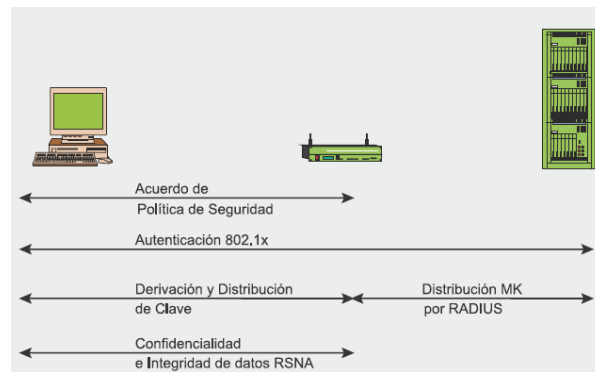 Acuerdo de
Política de Seguridad
Autenticación 802,1x
Derivación y Distribución
de Clave
Distribución MK
por RADIUS
Confidencialidad
e Integridad de datos RSNA